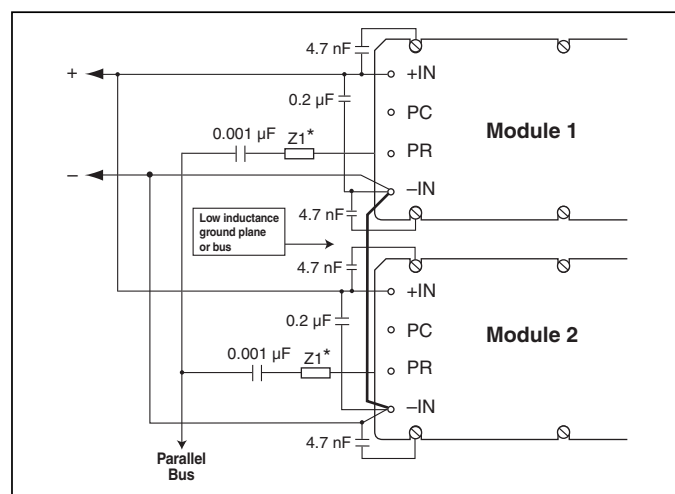 4.7 nF
+
+IN
0.2 µF
PC
Module 1
0.001 µF
Z1*
PR
–
–IN
4.7 nF
Low inductance
ground plane
or bus
4.7 nF
+IN
0.2 µF
PC
Module 2
0.001 µF
Z1*
PR
–IN
4.7 nF
Parallel
Bus